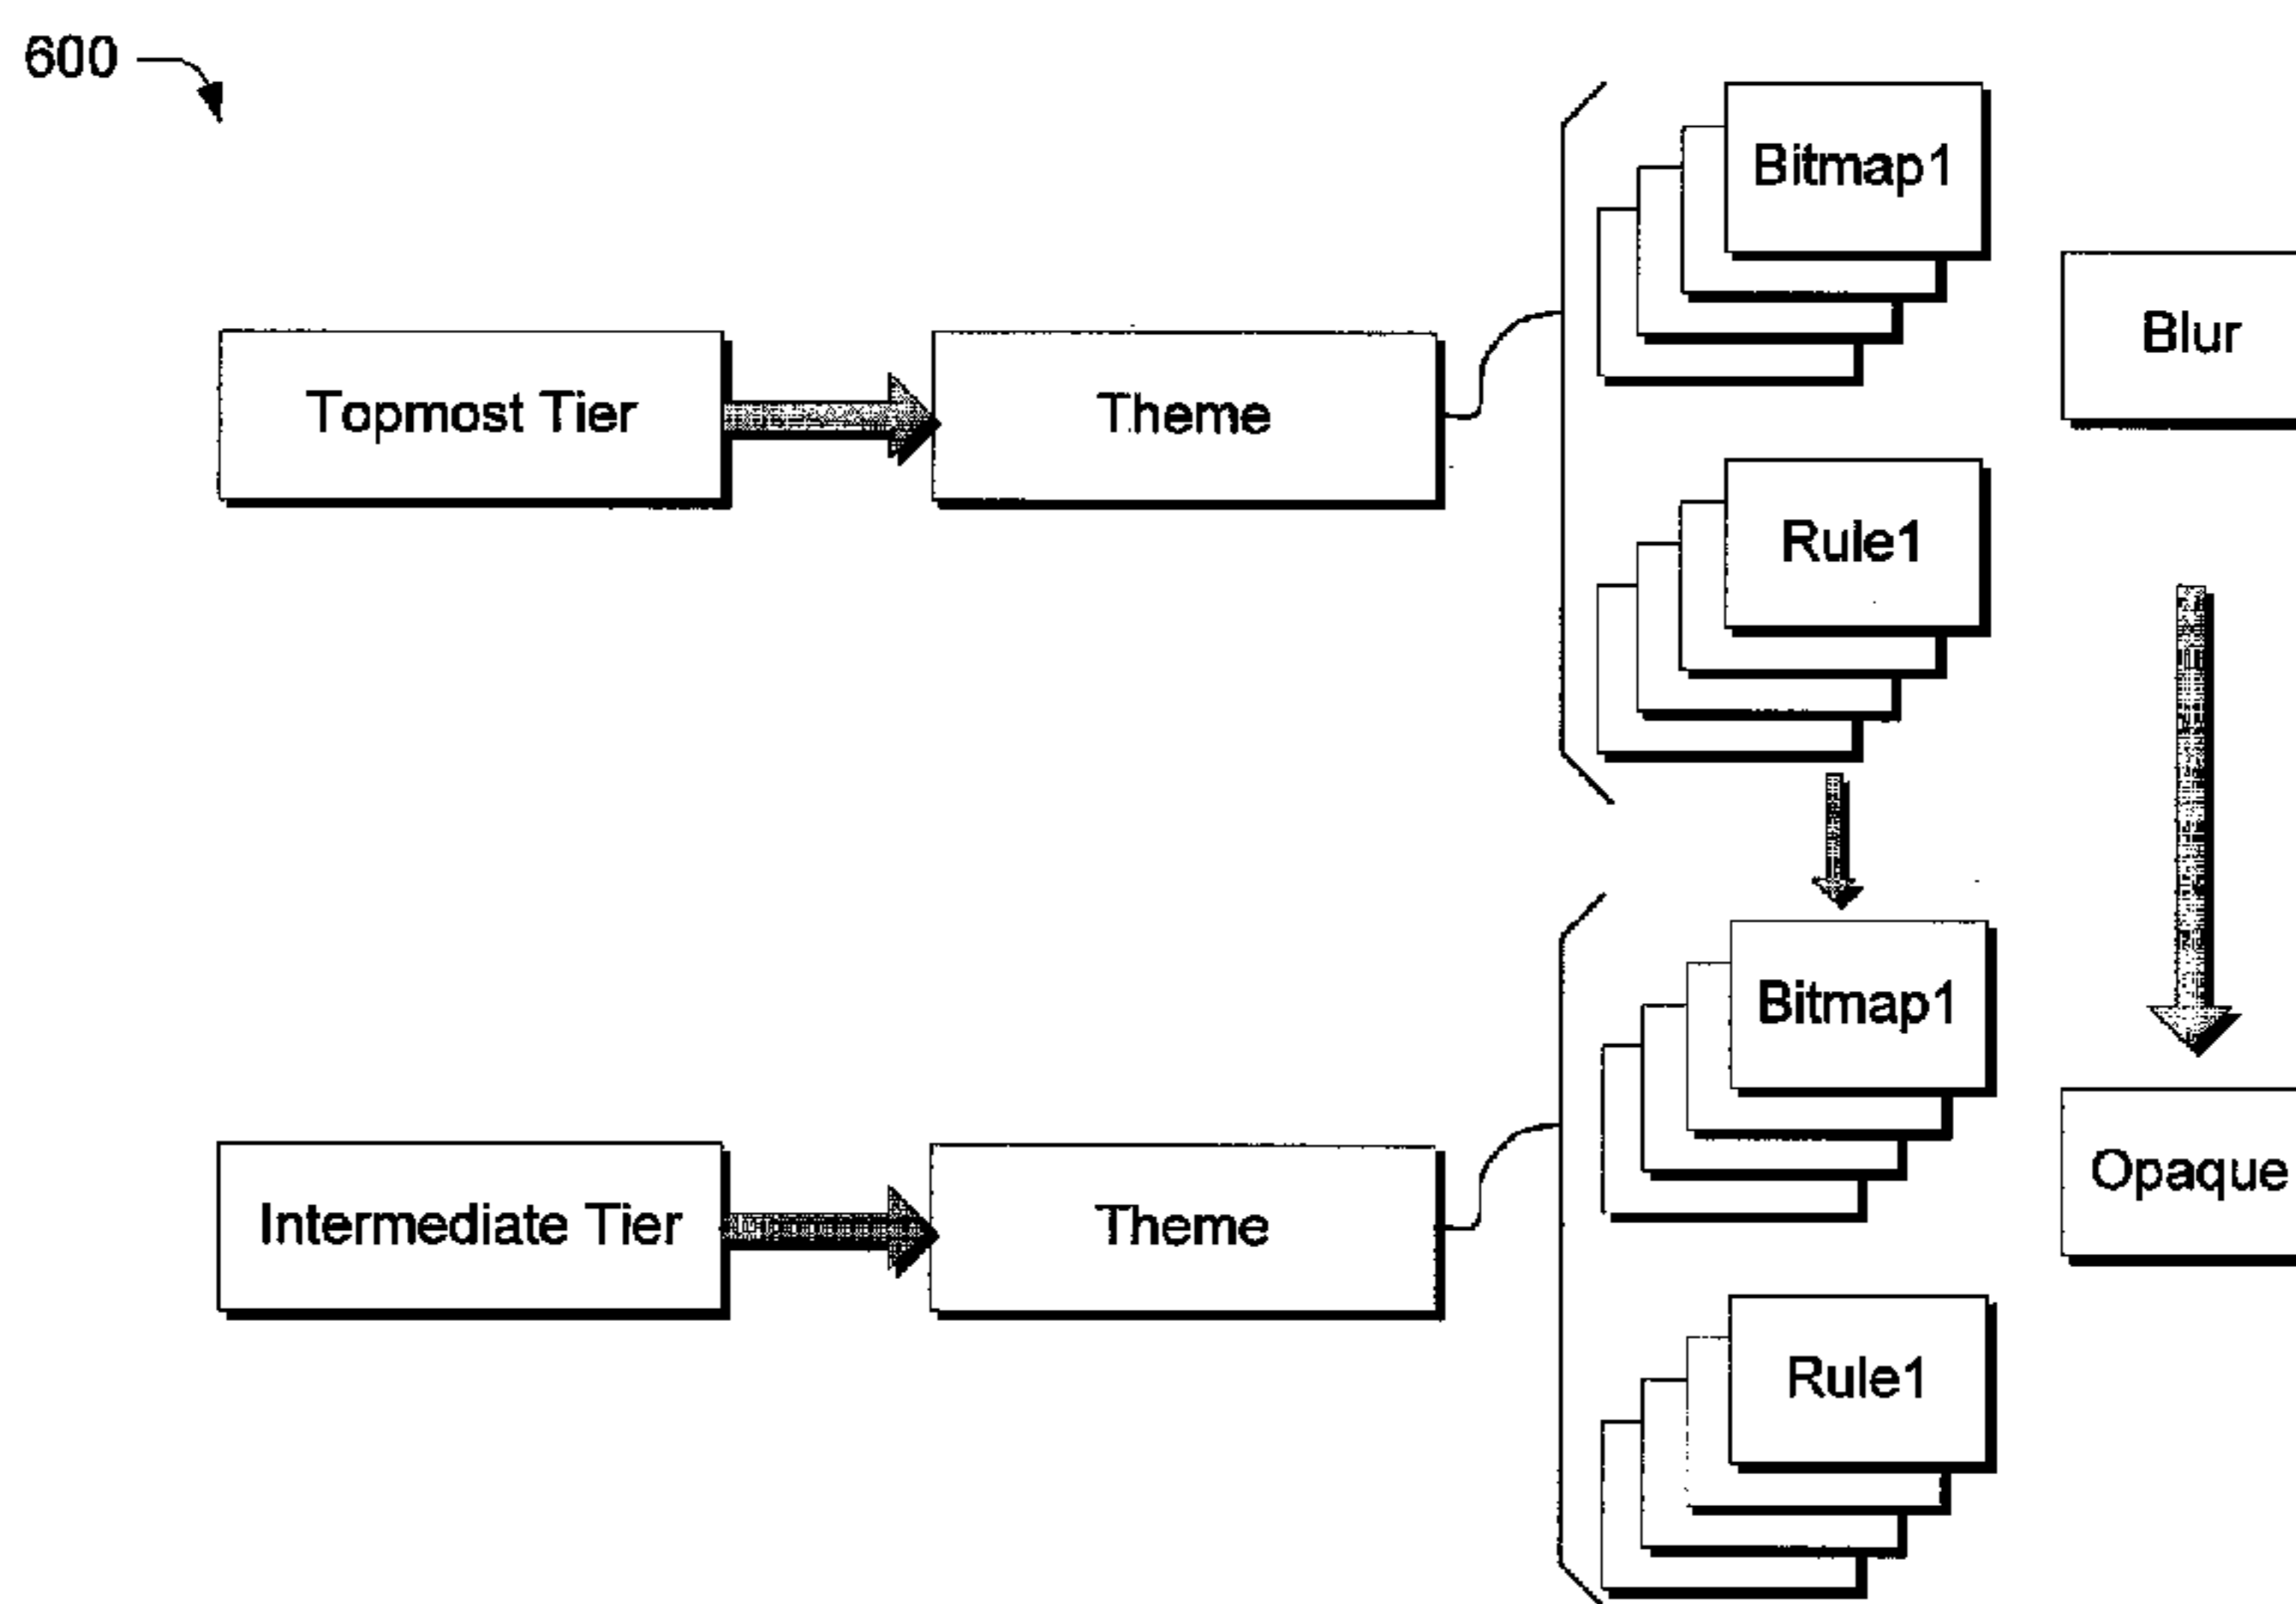 600
Bitmap1
Blur
Topmost Tier
Theme
Rule1
Bitmap1
Opaque
Intermediate Tier
Theme
Rule1